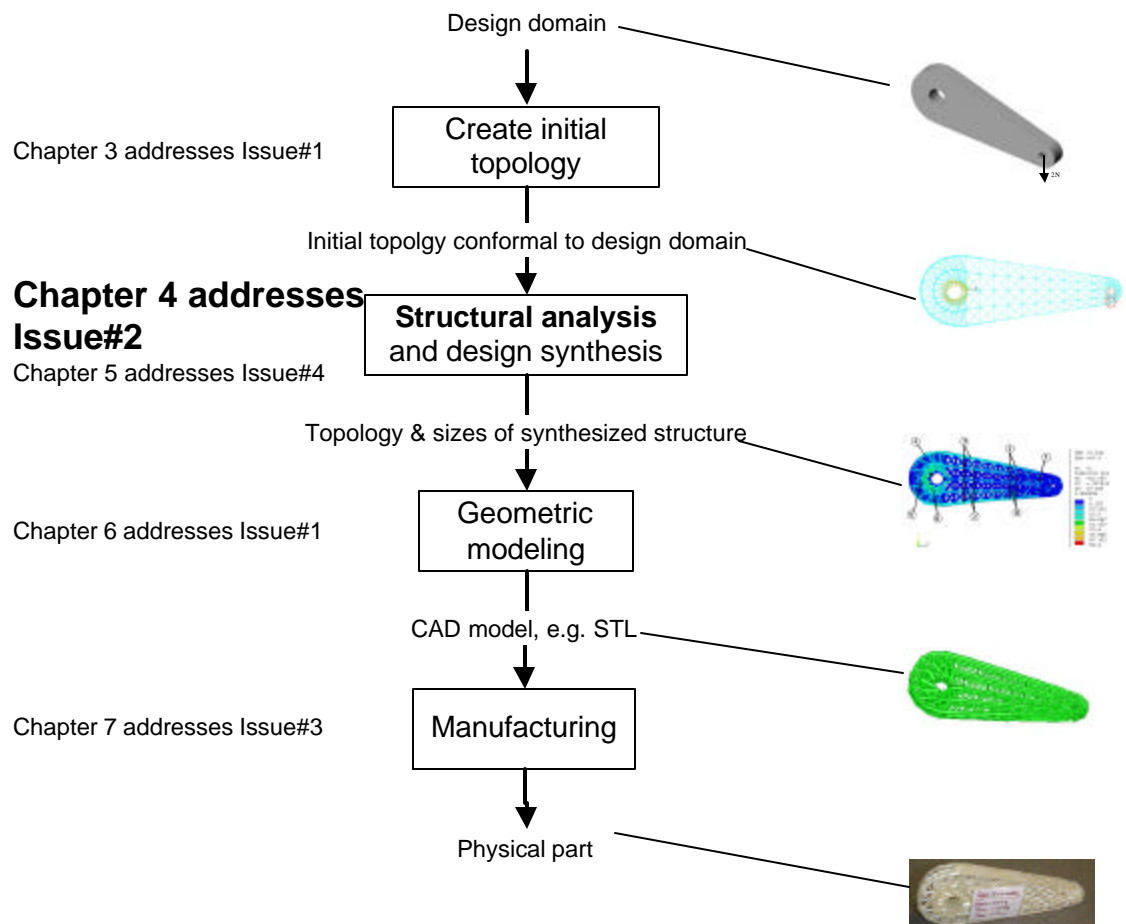 Design domain
Create initial
topology
Chapter 3 addresses Issue#1
2N
Initial topolgy conformal to design domain
Chapter 4 addresses
Issue#2
Structural analysis
and design synthesis
Chapter 5 addresses Issue#4
Topology & sizes of synthesized structure
Geometric
modeling
Chapter 6 addresses Issue#1
CAD model, e.g. STL
Manufacturing
Chapter 7 addresses Issue#3
Physical part